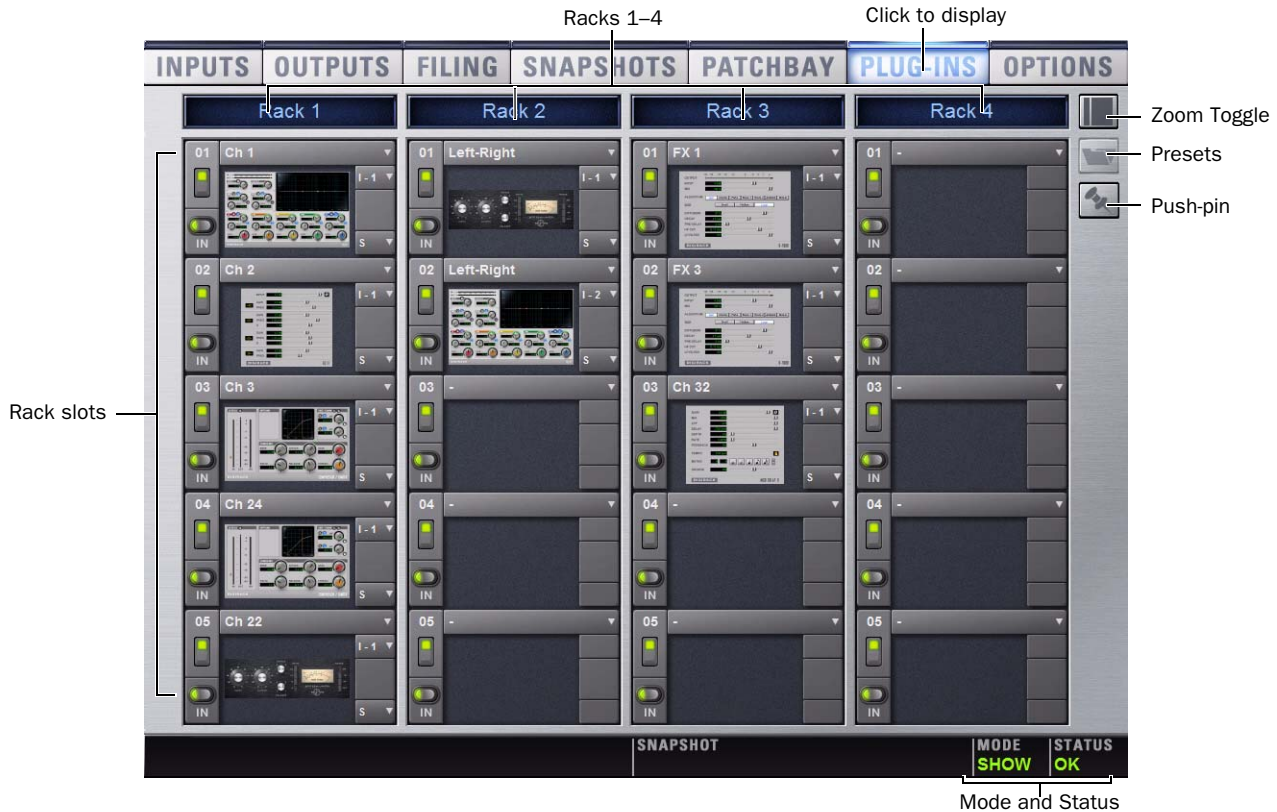 Racks 1–4
Click to display
INPUTS OUTPUTS FILING SNAPSHOTS PATCHBAY PLUG-INS OPTIONS
Rack 1 Rack 2 Rack 3 Rack 4
Zoom Toggle
Presets
Push-pin
Rack slots
01 Ch 1 01 Left-Right 01 FX 1 01 -
I - 1 I - 1 I - 1
IN S IN S IN S IN
02 Ch 2 02 Left-Right 02 FX 3 02 -
I - 1 I - 2 I - 1
IN S IN S IN S IN
03 Ch 3 03 - 03 Ch 32 03 -
I - 1 I - 1
IN S IN IN S IN
04 Ch 24 04 - 04 - 04 -
I - 1
IN S IN IN IN
05 Ch 22 05 - 05 - 05 -
I - 1
IN S IN IN IN
SNAPSHOT MODE STATUS
SHOW OK
Mode and Status